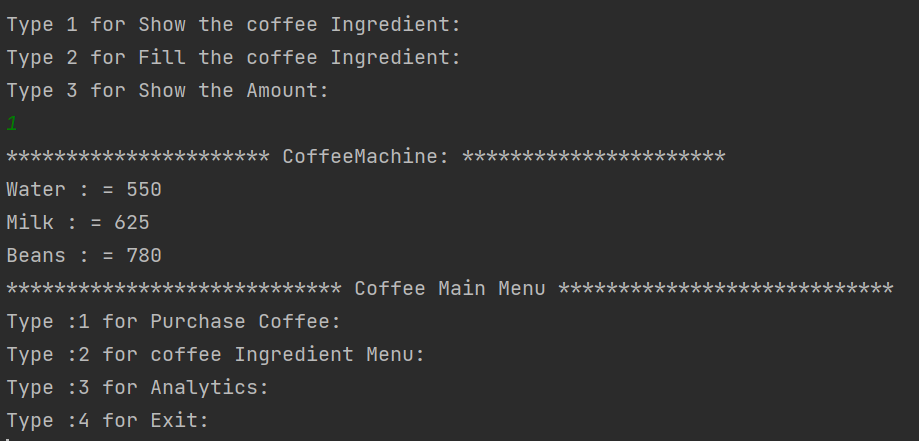 Type 1 for Show the coffee Ingredient:
Type 2 for Fill the coffee Ingredient:
Type 3 for Show the Amount:
1
********************** CoffeeMachine: **********************
Water : = 550
Milk : = 625
Beans : = 780
**************************** Coffee Main Menu ****************************
Type :1 for Purchase Coffee:
Type :2 for coffee Ingredient Menu:
Type :3 for Analytics:
Type :4 for Exit: